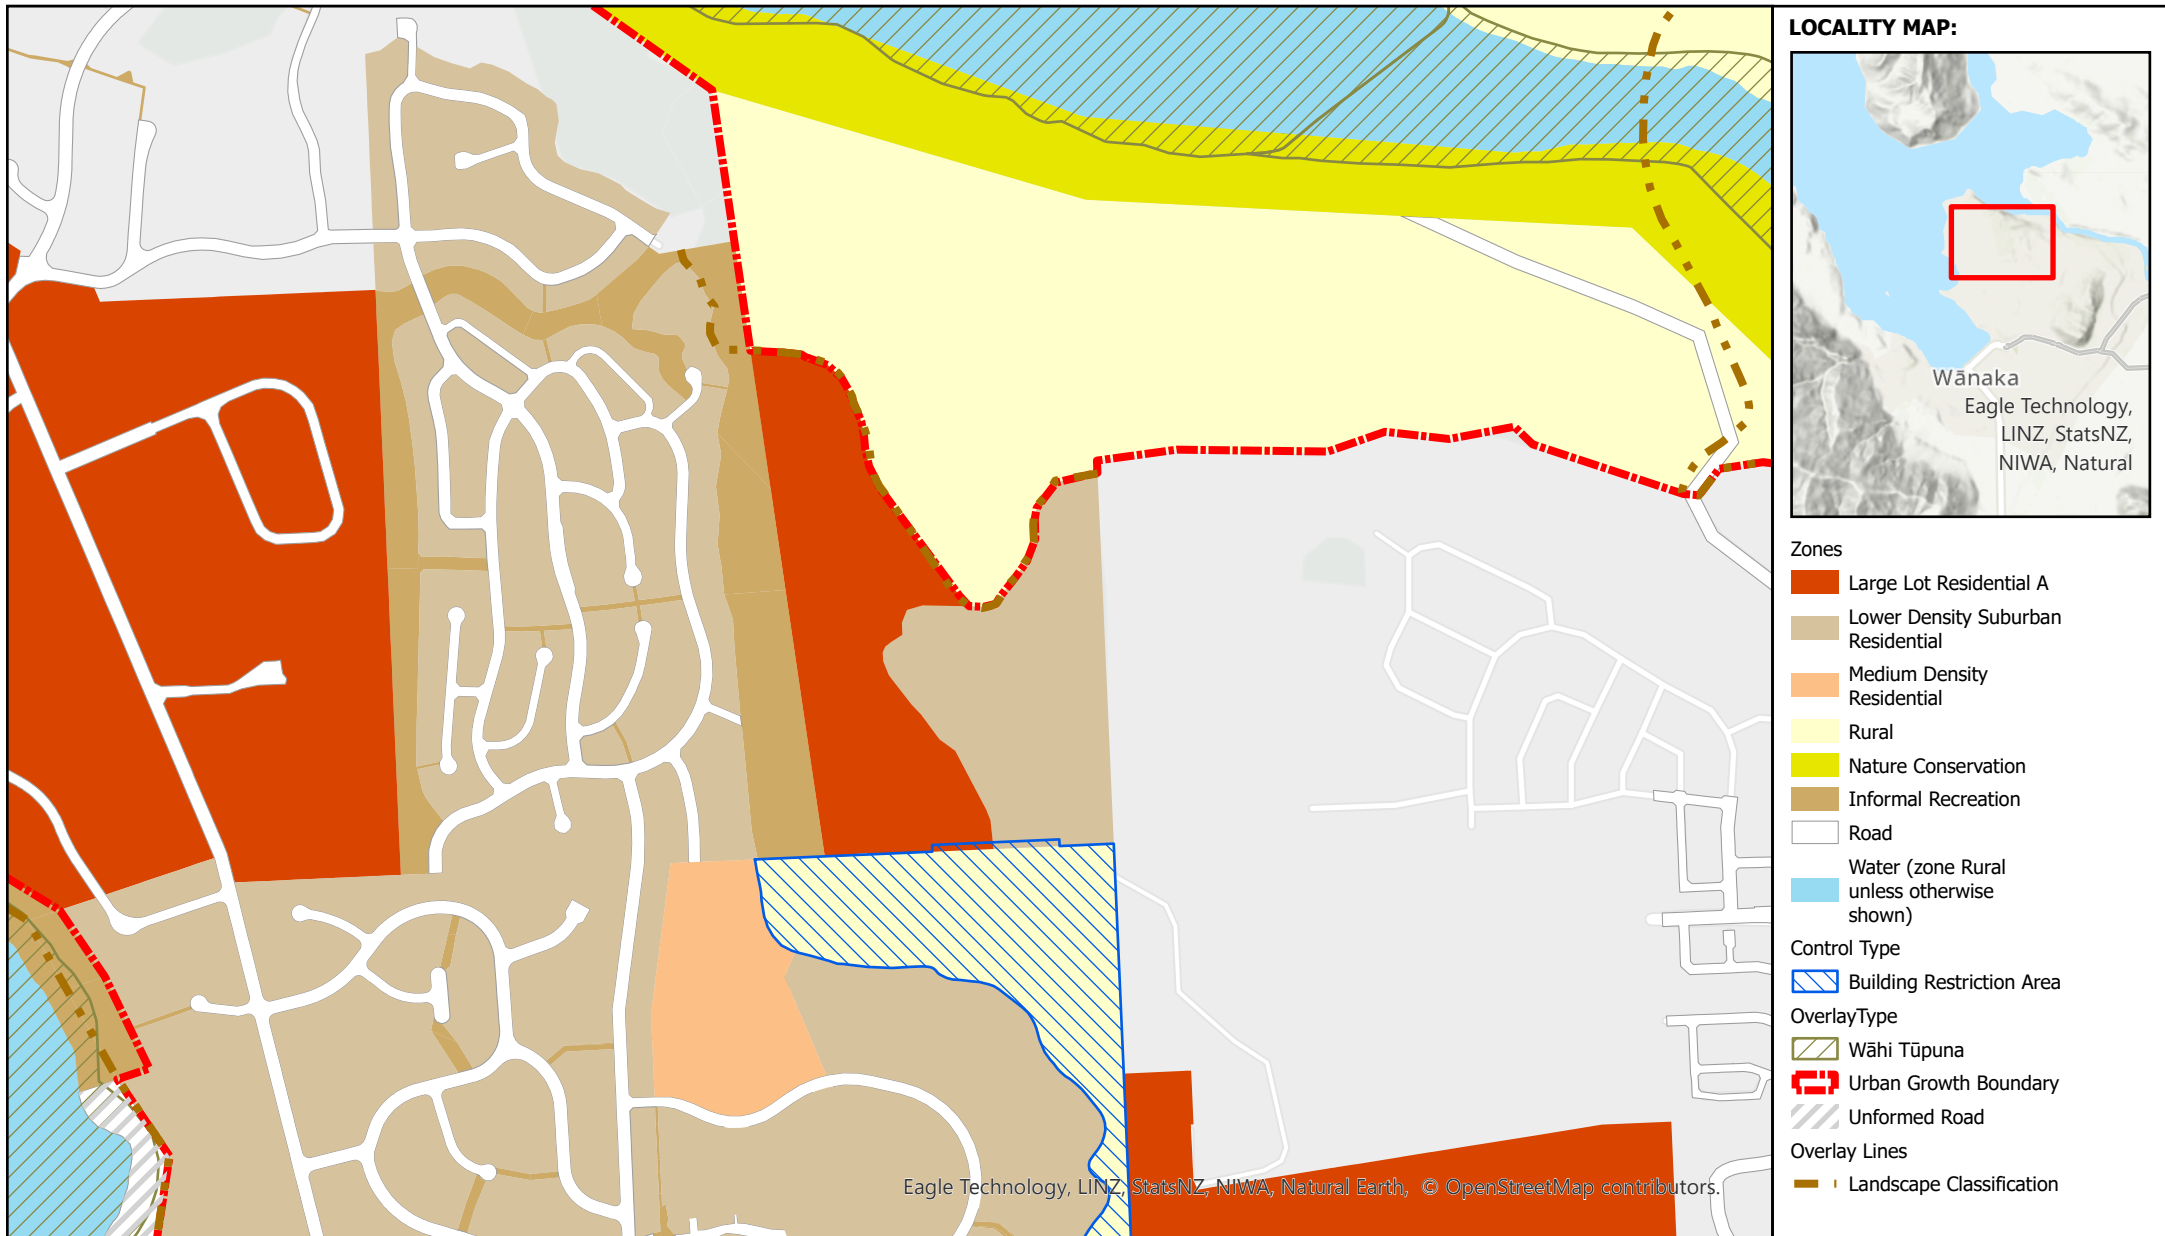 LOCALITY MAP:
Wānaka
Eagle Technology,
LINZ, StatsNZ,
NIWA, Natural
Zones
Large Lot Residential A
Lower Density Suburban
Residential
Medium Density
Residential
Rural
Nature Conservation
Informal Recreation
Road
Water (zone Rural
unless otherwise
shown)
Control Type
Building Restriction Area
OverlayType
Wāhi Tūpuna
Urban Growth Boundary
Unformed Road
Overlay Lines
Landscape Classification
Eagle Technology, LINZ, StatsNZ, NIWA, Natural Earth, © OpenStreetMap contributors.